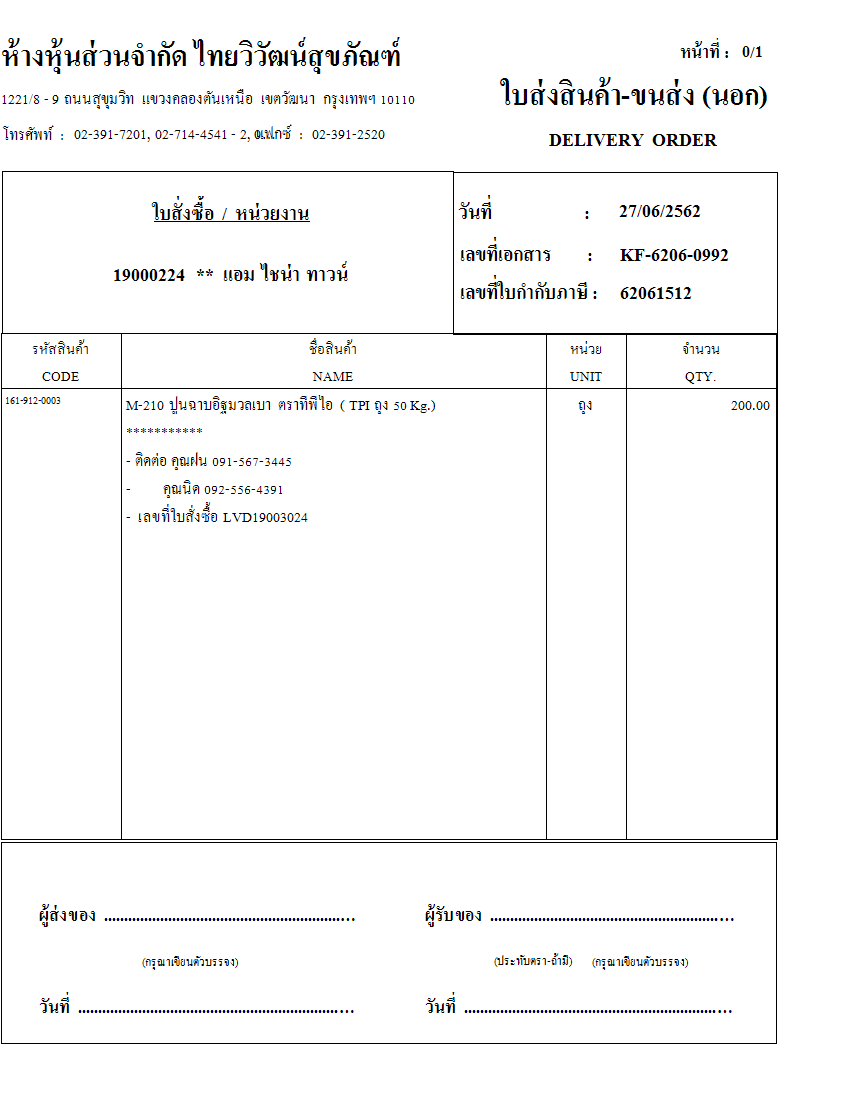 ห้างหุ้นส่วนจำกัด ไทยวิวัฒน์สุขภัณฑ์
หน้าที่ : 0/1
1221/8 - 9 ถนนสุขุมวิท แขวงคลองตันเหนือ เขตวัฒนา กรุงเทพฯ 10110
ใบส่งสินค้า-ขนส่ง (นอก)
โทรศัพท์ : 02-391-7201, 02-714-4541 - 2, แฟกซ์ : 02-391-2520
DELIVERY ORDER
ใบสั่งซื้อ / หน่วยงาน
วันที่ : 27/06/2562
เลขที่เอกสาร : KF-6206-0992
19000224 ** แอม ไชน่า ทาวน์
เลขที่ใบกำกับภาษี : 62061512
รหัสสินค้า ชื่อสินค้า หน่วย จำนวน
CODE NAME UNIT QTY.
161-912-0003 M-210 ปูนฉาบอิฐมวลเบา ตราทีพีไอ ( TPI ถุง 50 Kg.) ถุง 200.00
***********
- ติดต่อ คุณฝน 091-567-3445
- คุณนิด 092-556-4391
- เลขที่ใบสั่งซื้อ LVD19003024
ผู้ส่งของ ............................................................... ผู้รับของ ...............................................................
(กรุณาเขียนตัวบรรจง) (ประทับตรา-ถ้ามี) (กรุณาเขียนตัวบรรจง)
วันที่ ...................................................................... วันที่ ......................................................................